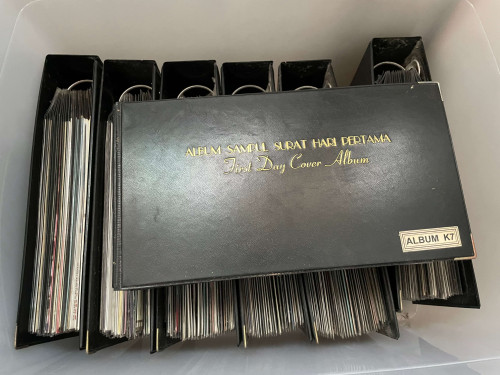 ALBUM SAMPUL SURAT HARI PERTAMA
First Day Cover Album
ALBUM K7